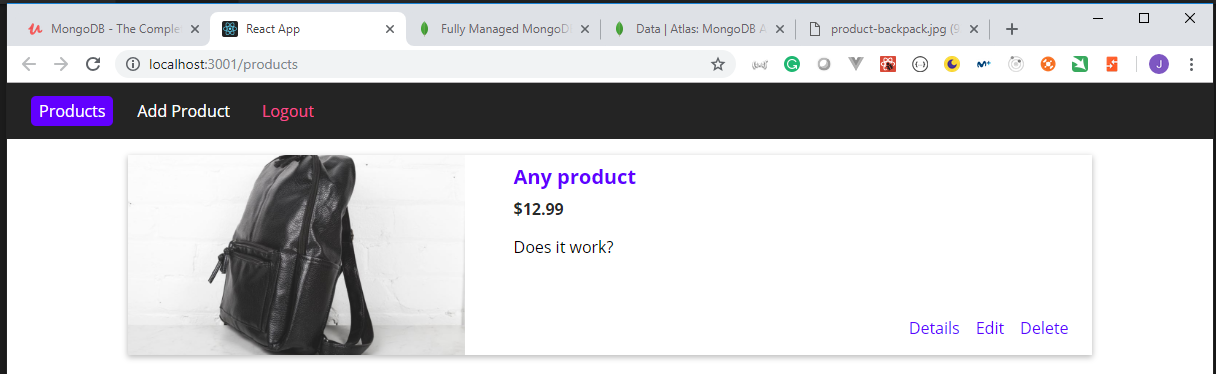 MongoDB - The Comple
React App
Fully Managed MongoD
Data | Atlas: MongoDB A
product-backpack.jpg (9
localhost:3001/products
J
Products Add Product Logout
Any product
$12.99
Does it work?
Details Edit Delete